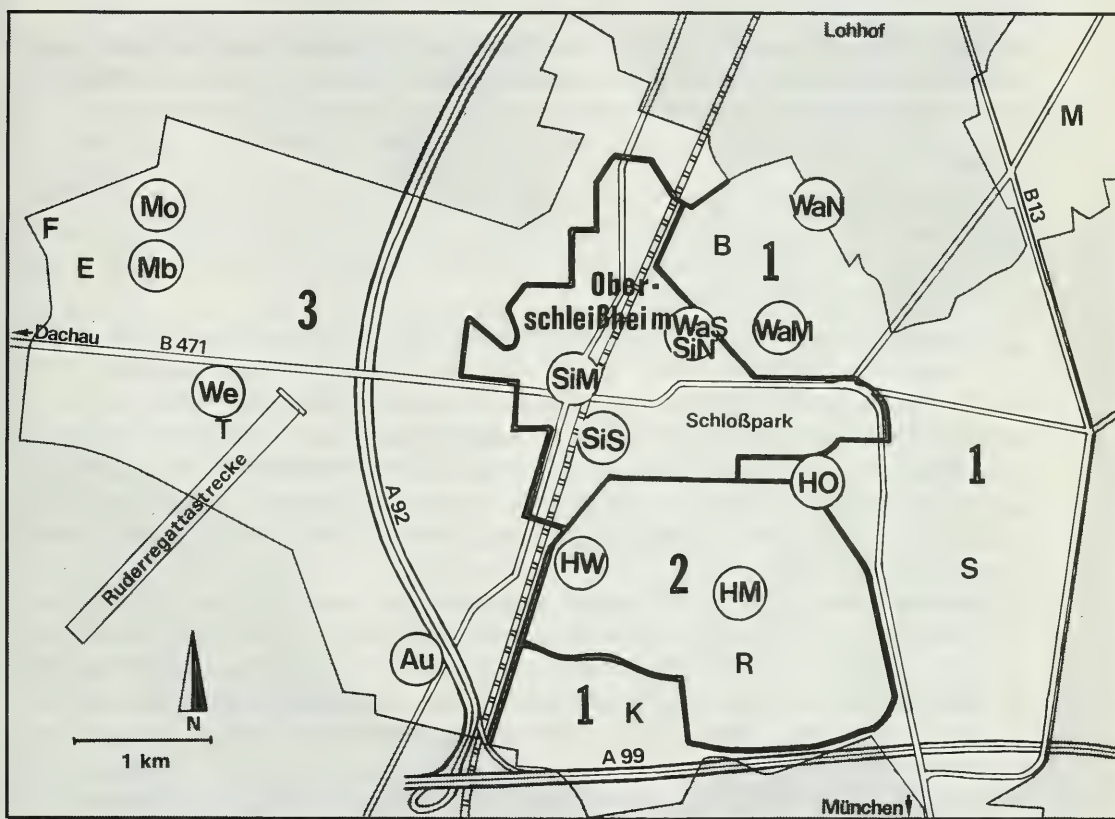 Lohhof
M
Mo
WaN
B13
F
B
1
E
Mb
3
Ober-
schleißheim
WaS
SiN
WaM
Dachau
B 471
SiM
We
T
Schloßpark
SiS
1
HO
Ruderregattastrecke
A 92
HW
2
HM
S
Au
R
N
1
K
1 km
A 99
München